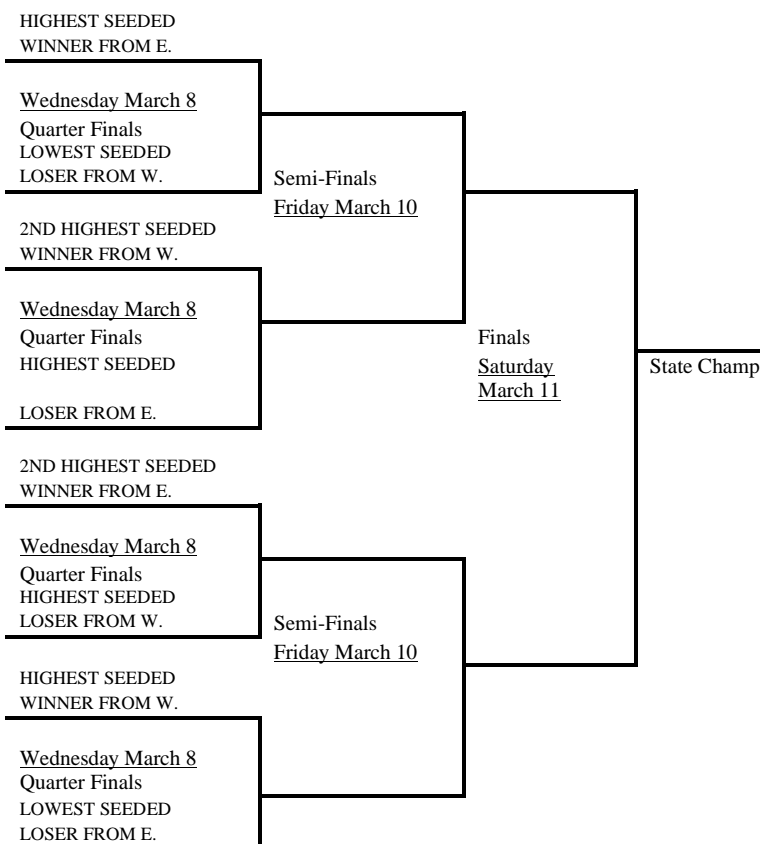 HIGHEST SEEDED
WINNER FROM E.
Wednesday March 8
Quarter Finals
LOWEST SEEDED
LOSER FROM W.
Semi-Finals
Friday March 10
2ND HIGHEST SEEDED
WINNER FROM W.
Wednesday March 8
Quarter Finals
HIGHEST SEEDED
LOSER FROM E.
Finals
Saturday
March 11
State Champ
2ND HIGHEST SEEDED
WINNER FROM E.
Wednesday March 8
Quarter Finals
HIGHEST SEEDED
LOSER FROM W.
Semi-Finals
Friday March 10
HIGHEST SEEDED
WINNER FROM W.
Wednesday March 8
Quarter Finals
LOWEST SEEDED
LOSER FROM E.